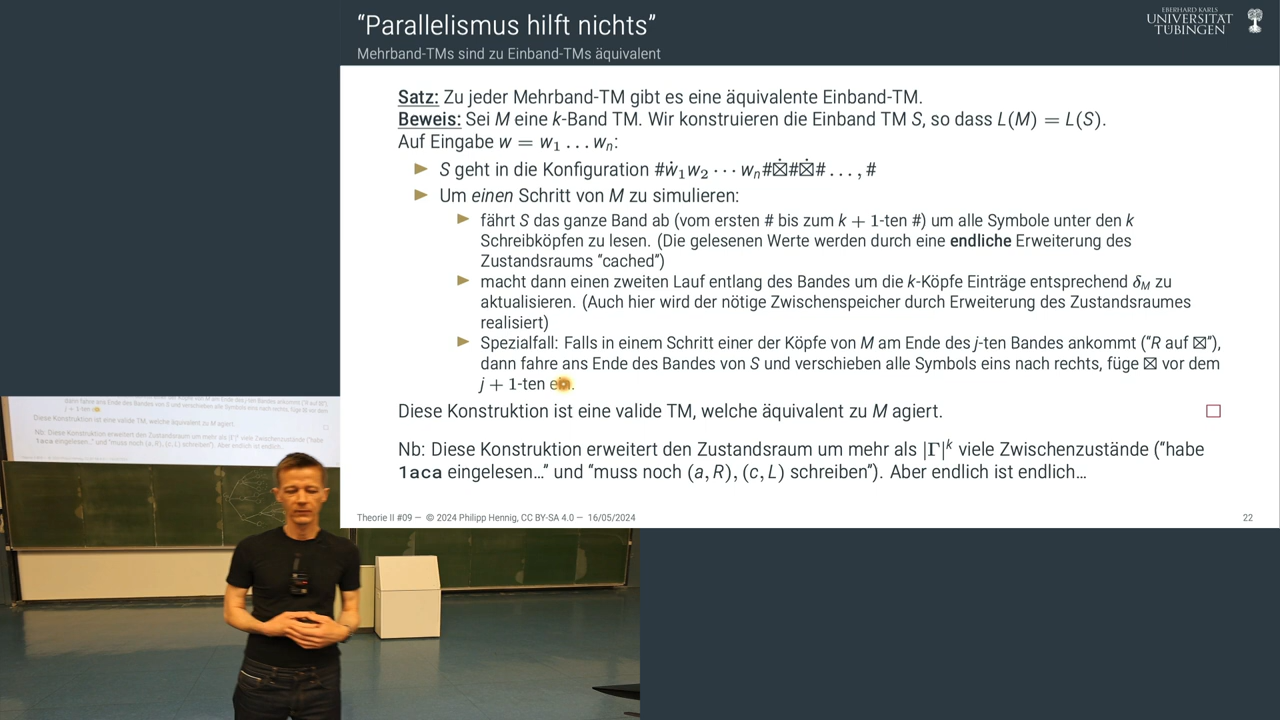 “Parallelismus hilft nichts”
Mehrband-TMs sind zu Einband-TMs äquivalent
EBERHARD KARLS
UNIVERSITÄT
TÜBINGEN
Satz: Zu jeder Mehrband-TM gibt es eine äquivalente Einband-TM.
Beweis: Sei M eine k-Band TM. Wir konstruieren die Einband TM S, so dass L(M) = L(S).
Auf Eingabe w = w₁ … wₙ:
▶ S geht in die Konfiguration #ẇ₁w₂ ⋯ wₙ#☒̇#☒̇# … , #
▶ Um einen Schritt von M zu simulieren:
▶ fährt S das ganze Band ab (vom ersten # bis zum k + 1-ten #) um alle Symbole unter den k
Schreibköpfen zu lesen. (Die gelesenen Werte werden durch eine endliche Erweiterung des
Zustandsraums “cached”)
▶ macht dann einen zweiten Lauf entlang des Bandes um die k-Köpfe Einträge entsprechend δ_M zu
aktualisieren. (Auch hier wird der nötige Zwischenspeicher durch Erweiterung des Zustandsraumes
realisiert)
▶ Spezialfall: Falls in einem Schritt einer der Köpfe von M am Ende des j-ten Bandes ankommt (“R auf ☒”),
dann fahre ans Ende des Bandes von S und verschieben alle Symbols eins nach rechts, füge ☒ vor dem
j + 1-ten
Diese Konstruktion ist eine valide TM, welche äquivalent zu M agiert. □
Nb: Diese Konstruktion erweitert den Zustandsraum um mehr als |Γ|ᵏ viele Zwischenzustände (“habe
1aca eingelesen…” und “muss noch (a, R), (c, L) schreiben”). Aber endlich ist endlich…
Theorie II #09 — © 2024 Philipp Hennig, CC BY-SA 4.0 — 16/05/2024
22